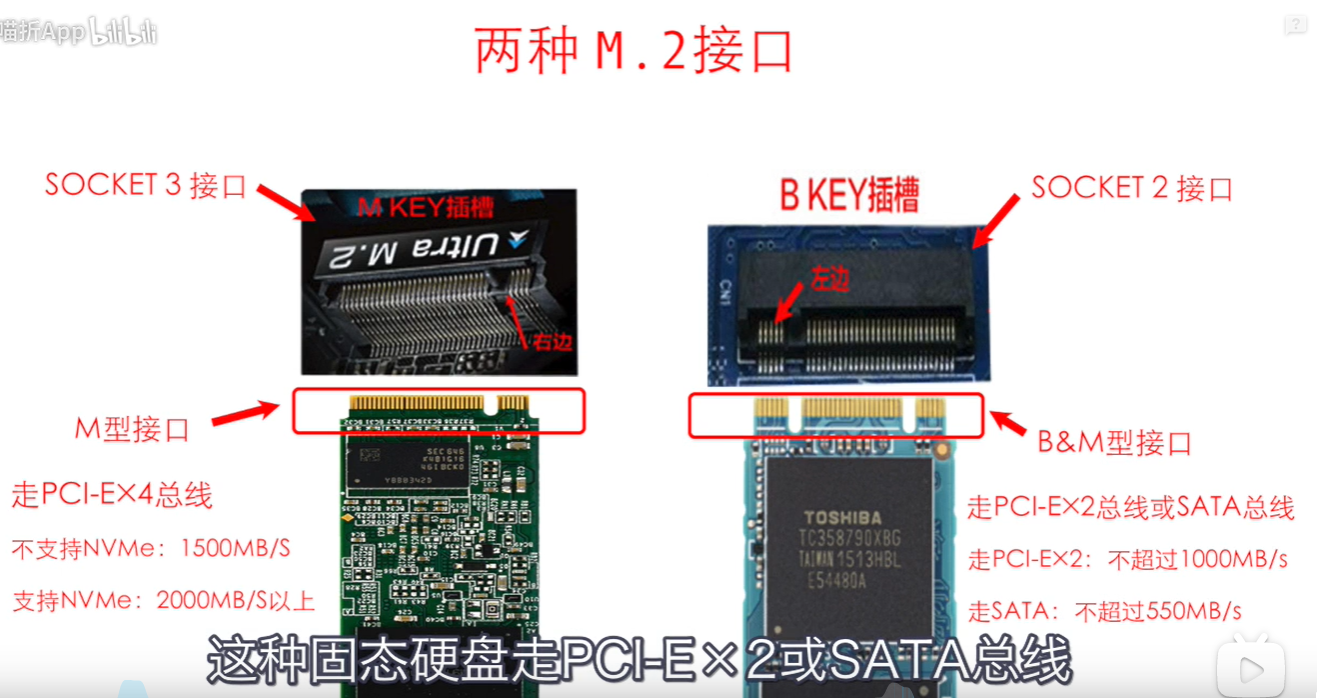 喵折App bilibili
两种 M.2接口
SOCKET 3 接口
M KEY插槽
Ultra M.2
右边
B KEY插槽
SOCKET 2 接口
左边
CN1
M型接口
走PCI-E×4总线
不支持NVMe：1500MB/S
支持NVMe：2000MB/S以上
B&M型接口
走PCI-E×2总线或SATA总线
走PCI-E×2：不超过1000MB/s
走SATA：不超过550MB/s
TOSHIBA
TC358790XBG
TAIWAN 1513HBL
E54480A
这种固态硬盘走PCI-E×2或SATA总线